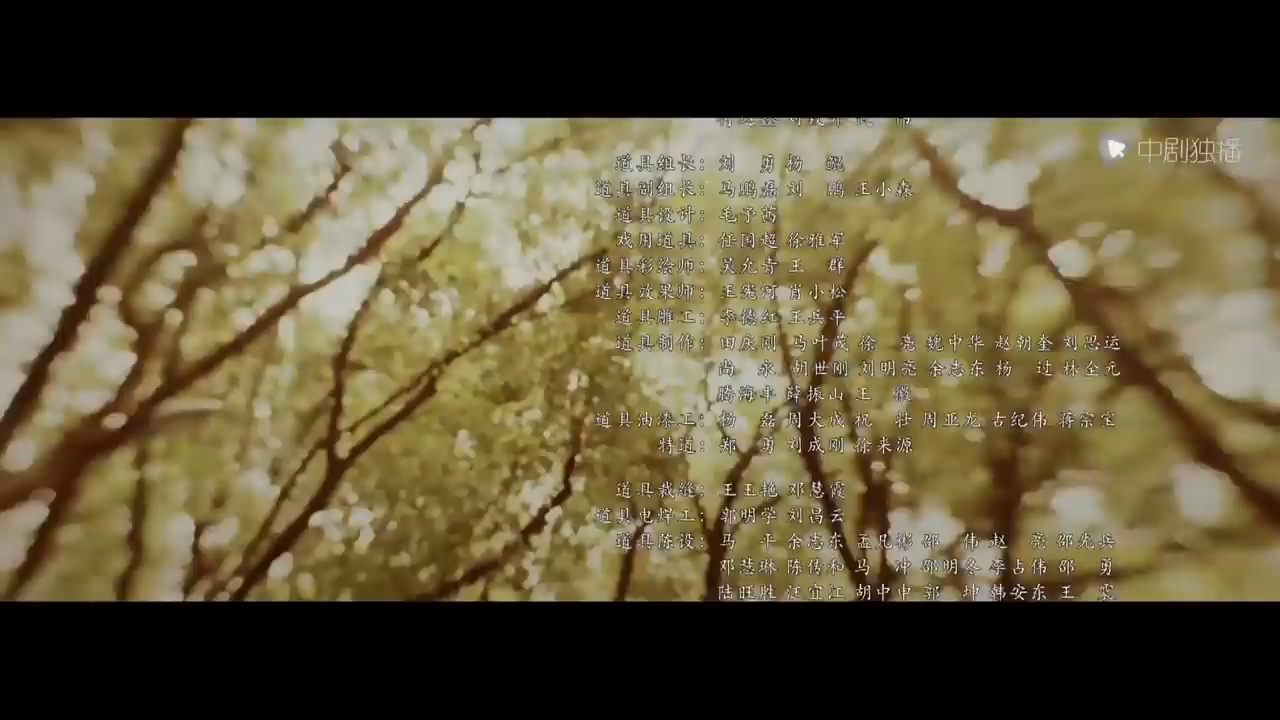 中剧独播
道具组长: 刘 勇 杨 鲲
道具副组长: 马鹏磊 刘 鹏 王小森
道具设计: 毛予茜
戏用道具: 任国超 徐雅军
道具彩绘师: 吴允青 王 群
道具效果师: 王宪河 肖小松
道具雕工: 李德红 王兵平
道具制作: 田庆刚 马叶茂 徐 亮 魏中华 赵朝奎 刘思运
尚 永 胡世刚 刘明亮 余志东 杨 过 林全元
腾海丰 薛振山 王 徽
道具油漆工: 杨 磊 周大成 祝 壮 周亚龙 古纪伟 蒋宗宝
特道: 郑 勇 刘成刚 徐来源
道具裁缝: 王玉艳 邓慧霞
道具电焊工: 郭明学 刘昌云
道具陈设: 马 平 余志东 孟凡彬 邵 伟 赵 亮 邵先兵
邓慧琳 陈传和 马 冲 邵明冬 李占伟 邵 勇
陆旺胜 汪宜江 胡中申 郭 坤 韩安东 王